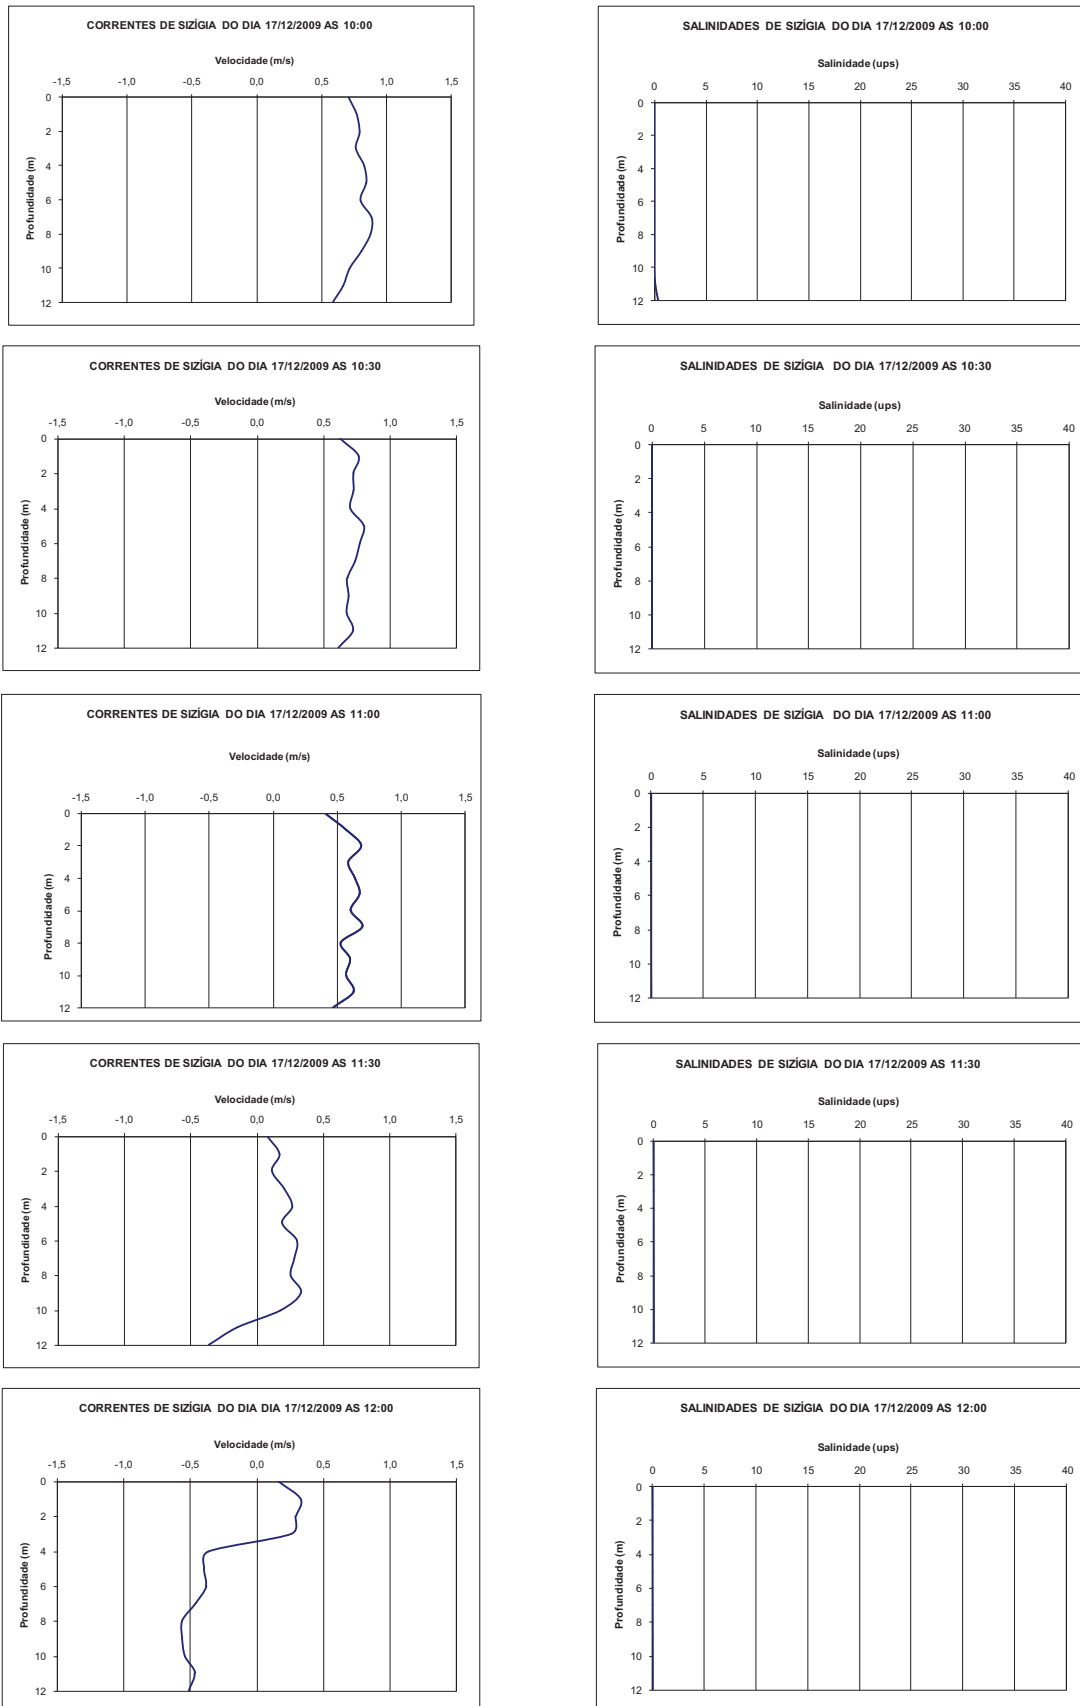 CORRENTES DE SIZÍGIA DO DIA 17/12/2009 AS 10:00
Velocidade (m/s)
-1,5 -1,0 -0,5 0,0 0,5 1,0 1,5
0
2
4
6
8
10
12
Profundidade (m)
SALINIDADES DE SIZÍGIA DO DIA 17/12/2009 AS 10:00
Salinidade (ups)
0 5 10 15 20 25 30 35 40
0
2
4
6
8
10
12
Profundidade (m)
CORRENTES DE SIZÍGIA DO DIA 17/12/2009 AS 10:30
Velocidade (m/s)
-1,5 -1,0 -0,5 0,0 0,5 1,0 1,5
0
2
4
6
8
10
12
Profundidade (m)
SALINIDADES DE SIZÍGIA DO DIA 17/12/2009 AS 10:30
Salinidade (ups)
0 5 10 15 20 25 30 35 40
0
2
4
6
8
10
12
Profundidade (m)
CORRENTES DE SIZÍGIA DO DIA 17/12/2009 AS 11:00
Velocidade (m/s)
-1,5 -1,0 -0,5 0,0 0,5 1,0 1,5
0
2
4
6
8
10
12
Profundidade (m)
SALINIDADES DE SIZÍGIA DO DIA 17/12/2009 AS 11:00
Salinidade (ups)
0 5 10 15 20 25 30 35 40
0
2
4
6
8
10
12
Profundidade (m)
CORRENTES DE SIZÍGIA DO DIA 17/12/2009 AS 11:30
Velocidade (m/s)
-1,5 -1,0 -0,5 0,0 0,5 1,0 1,5
0
2
4
6
8
10
12
Profundidade (m)
SALINIDADES DE SIZÍGIA DO DIA 17/12/2009 AS 11:30
Salinidade (ups)
0 5 10 15 20 25 30 35 40
0
2
4
6
8
10
12
Profundidade (m)
CORRENTES DE SIZÍGIA DO DIA DIA 17/12/2009 AS 12:00
Velocidade (m/s)
-1,5 -1,0 -0,5 0,0 0,5 1,0 1,5
0
2
4
6
8
10
12
Profundidade (m)
SALINIDADES DE SIZÍGIA DO DIA 17/12/2009 AS 12:00
Salinidade (ups)
0 5 10 15 20 25 30 35 40
0
2
4
6
8
10
12
Profundidade (m)